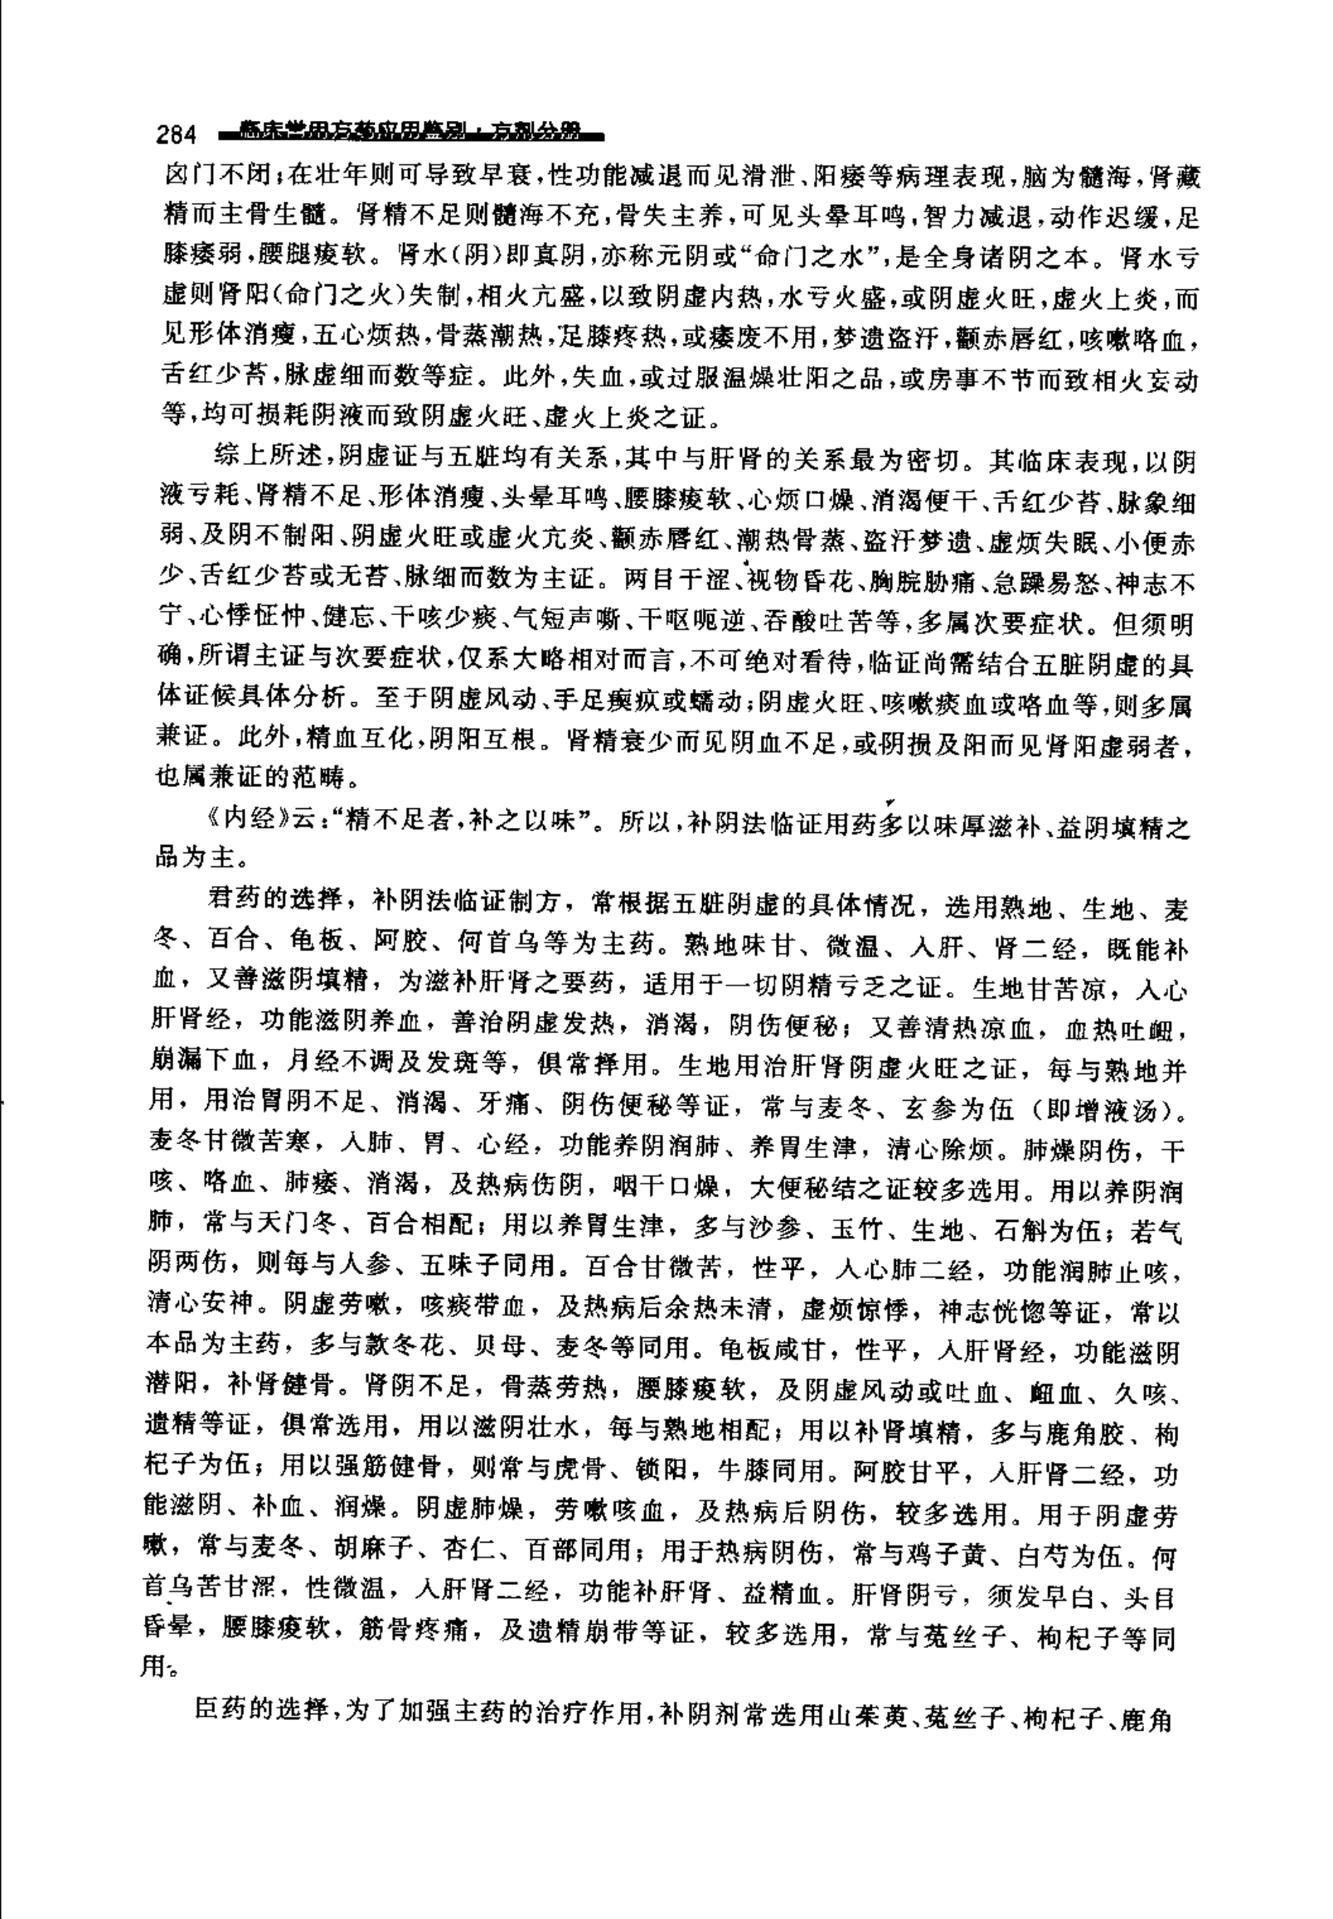 284 临床常用方药应用鉴别·方剂分册
囟门不闭;在壮年则可导致早衰,性功能减退而见滑泄、阳痿等病理表现,脑为髓海,肾藏
精而主骨生髓。肾精不足则髓海不充,骨失主养,可见头晕耳鸣,智力减退,动作迟缓,足
膝痿弱,腰腿痠软。肾水(阴)即真阴,亦称元阴或“命门之水”,是全身诸阴之本。肾水亏
虚则肾阳(命门之火)失制,相火亢盛,以致阴虚内热,水亏火盛,或阴虚火旺,虚火上炎,而
见形体消瘦,五心烦热,骨蒸潮热,足膝疼热,或痿废不用,梦遗盗汗,颧赤唇红,咳嗽咯血,
舌红少苔,脉虚细而数等症。此外,失血,或过服温燥壮阳之品,或房事不节而致相火妄动
等,均可损耗阴液而致阴虚火旺、虚火上炎之证。
综上所述,阴虚证与五脏均有关系,其中与肝肾的关系最为密切。其临床表现,以阴
液亏耗、肾精不足、形体消瘦、头晕耳鸣、腰膝痠软、心烦口燥、消渴便干、舌红少苔、脉象细
弱、及阴不制阳、阴虚火旺或虚火亢炎、颧赤唇红、潮热骨蒸、盗汗梦遗、虚烦失眠、小便赤
少、舌红少苔或无苔、脉细而数为主证。两目干涩、视物昏花、胸脘胁痛、急躁易怒、神志不
宁、心悸怔忡、健忘、干咳少痰、气短声嘶、干呕呃逆、吞酸吐苦等,多属次要症状。但须明
确,所谓主证与次要症状,仅系大略相对而言,不可绝对看待,临证尚需结合五脏阴虚的具
体证候具体分析。至于阴虚风动、手足瘈疭或蠕动;阴虚火旺、咳嗽痰血或咯血等,则多属
兼证。此外,精血互化,阴阳互根。肾精衰少而见阴血不足,或阴损及阳而见肾阳虚弱者,
也属兼证的范畴。
《内经》云:“精不足者,补之以味”。所以,补阴法临证用药多以味厚滋补、益阴填精之
品为主。
君药的选择，补阴法临证制方，常根据五脏阴虚的具体情况，选用熟地、生地、麦
冬、百合、龟板、阿胶、何首乌等为主药。熟地味甘、微温、入肝、肾二经，既能补
血，又善滋阴填精，为滋补肝肾之要药，适用于一切阴精亏乏之证。生地甘苦凉，入心
肝肾经，功能滋阴养血，善治阴虚发热，消渴，阴伤便秘；又善清热凉血，血热吐衄，
崩漏下血，月经不调及发斑等，俱常择用。生地用治肝肾阴虚火旺之证，每与熟地并
用，用治胃阴不足、消渴、牙痛、阴伤便秘等证，常与麦冬、玄参为伍（即增液汤）。
麦冬甘微苦寒，入肺、胃、心经，功能养阴润肺、养胃生津，清心除烦。肺燥阴伤，干
咳、咯血、肺痿、消渴，及热病伤阴，咽干口燥，大便秘结之证较多选用。用以养阴润
肺，常与天门冬、百合相配；用以养胃生津，多与沙参、玉竹、生地、石斛为伍；若气
阴两伤，则每与人参、五味子同用。百合甘微苦，性平，入心肺二经，功能润肺止咳，
清心安神。阴虚劳嗽，咳痰带血，及热病后余热未清，虚烦惊悸，神志恍惚等证，常以
本品为主药，多与款冬花、贝母、麦冬等同用。龟板咸甘，性平，入肝肾经，功能滋阴
潜阳，补肾健骨。肾阴不足，骨蒸劳热，腰膝痠软，及阴虚风动或吐血、衄血、久咳、
遗精等证，俱常选用，用以滋阴壮水，每与熟地相配；用以补肾填精，多与鹿角胶、枸
杞子为伍；用以强筋健骨，则常与虎骨、锁阳，牛膝同用。阿胶甘平，入肝肾二经，功
能滋阴、补血、润燥。阴虚肺燥，劳嗽咳血，及热病后阴伤，较多选用。用于阴虚劳
嗽，常与麦冬、胡麻子、杏仁、百部同用；用于热病阴伤，常与鸡子黄、白芍为伍。何
首乌苦甘涩，性微温，入肝肾二经，功能补肝肾、益精血。肝肾阴亏，须发早白、头目
昏晕，腰膝痠软，筋骨疼痛，及遗精崩带等证，较多选用，常与菟丝子、枸杞子等同
用。
臣药的选择,为了加强主药的治疗作用,补阴剂常选用山茱萸、菟丝子、枸杞子、鹿角